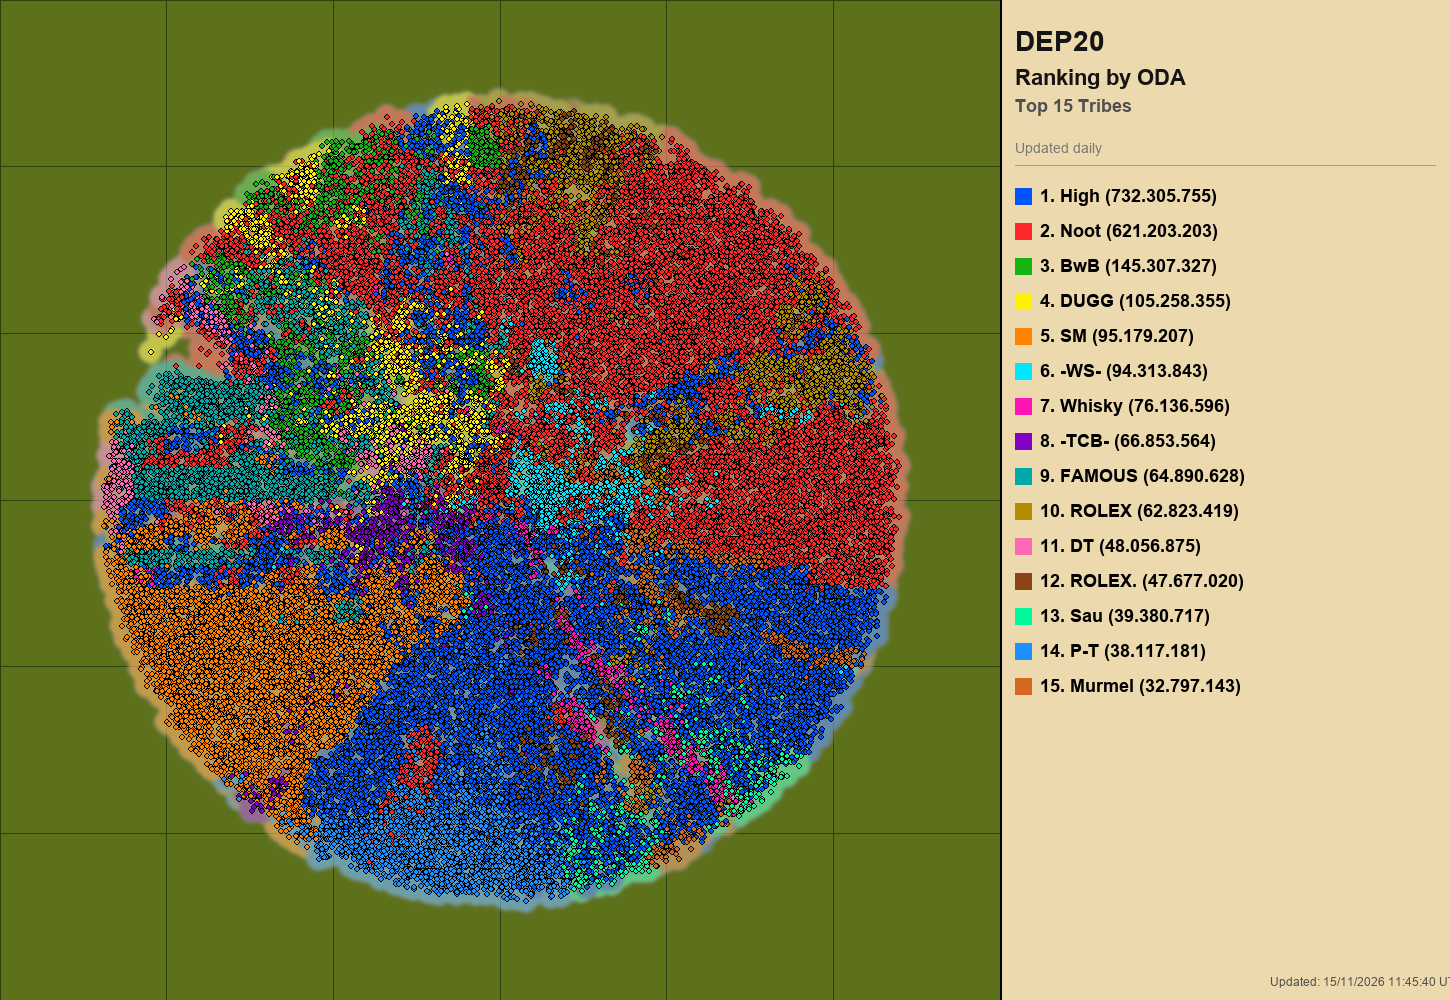 DEP20
Ranking by ODA
Top 15 Tribes
Updated daily
1. High (732.305.755)
2. Noot (621.203.203)
3. BwB (145.307.327)
4. DUGG (105.258.355)
5. SM (95.179.207)
6. -WS- (94.313.843)
7. Whisky (76.136.596)
8. -TCB- (66.853.564)
9. FAMOUS (64.890.628)
10. ROLEX (62.823.419)
11. DT (48.056.875)
12. ROLEX. (47.677.020)
13. Sau (39.380.717)
14. P-T (38.117.181)
15. Murmel (32.797.143)
Updated: 15/11/2026 11:45:40